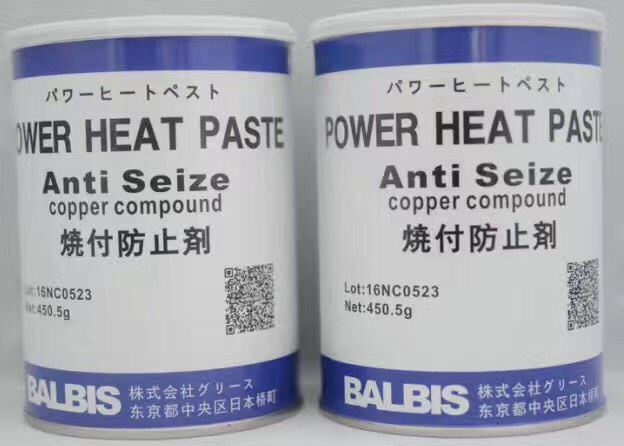 パワーヒートペスト
OWER HEAT PASTE
Anti Seize
copper compound
焼付防止剤
Lot:16NC0523
Net:450.5g
BALBIS
株式会社グリース
东京都中央区日本桥町
パワーヒートペスト
POWER HEAT PASTE
Anti Seize
copper compound
焼付防止剤
Lot:16NC0523
Net:450.5g
BALBIS
株式会社グリース
东京都中央区日本桥町